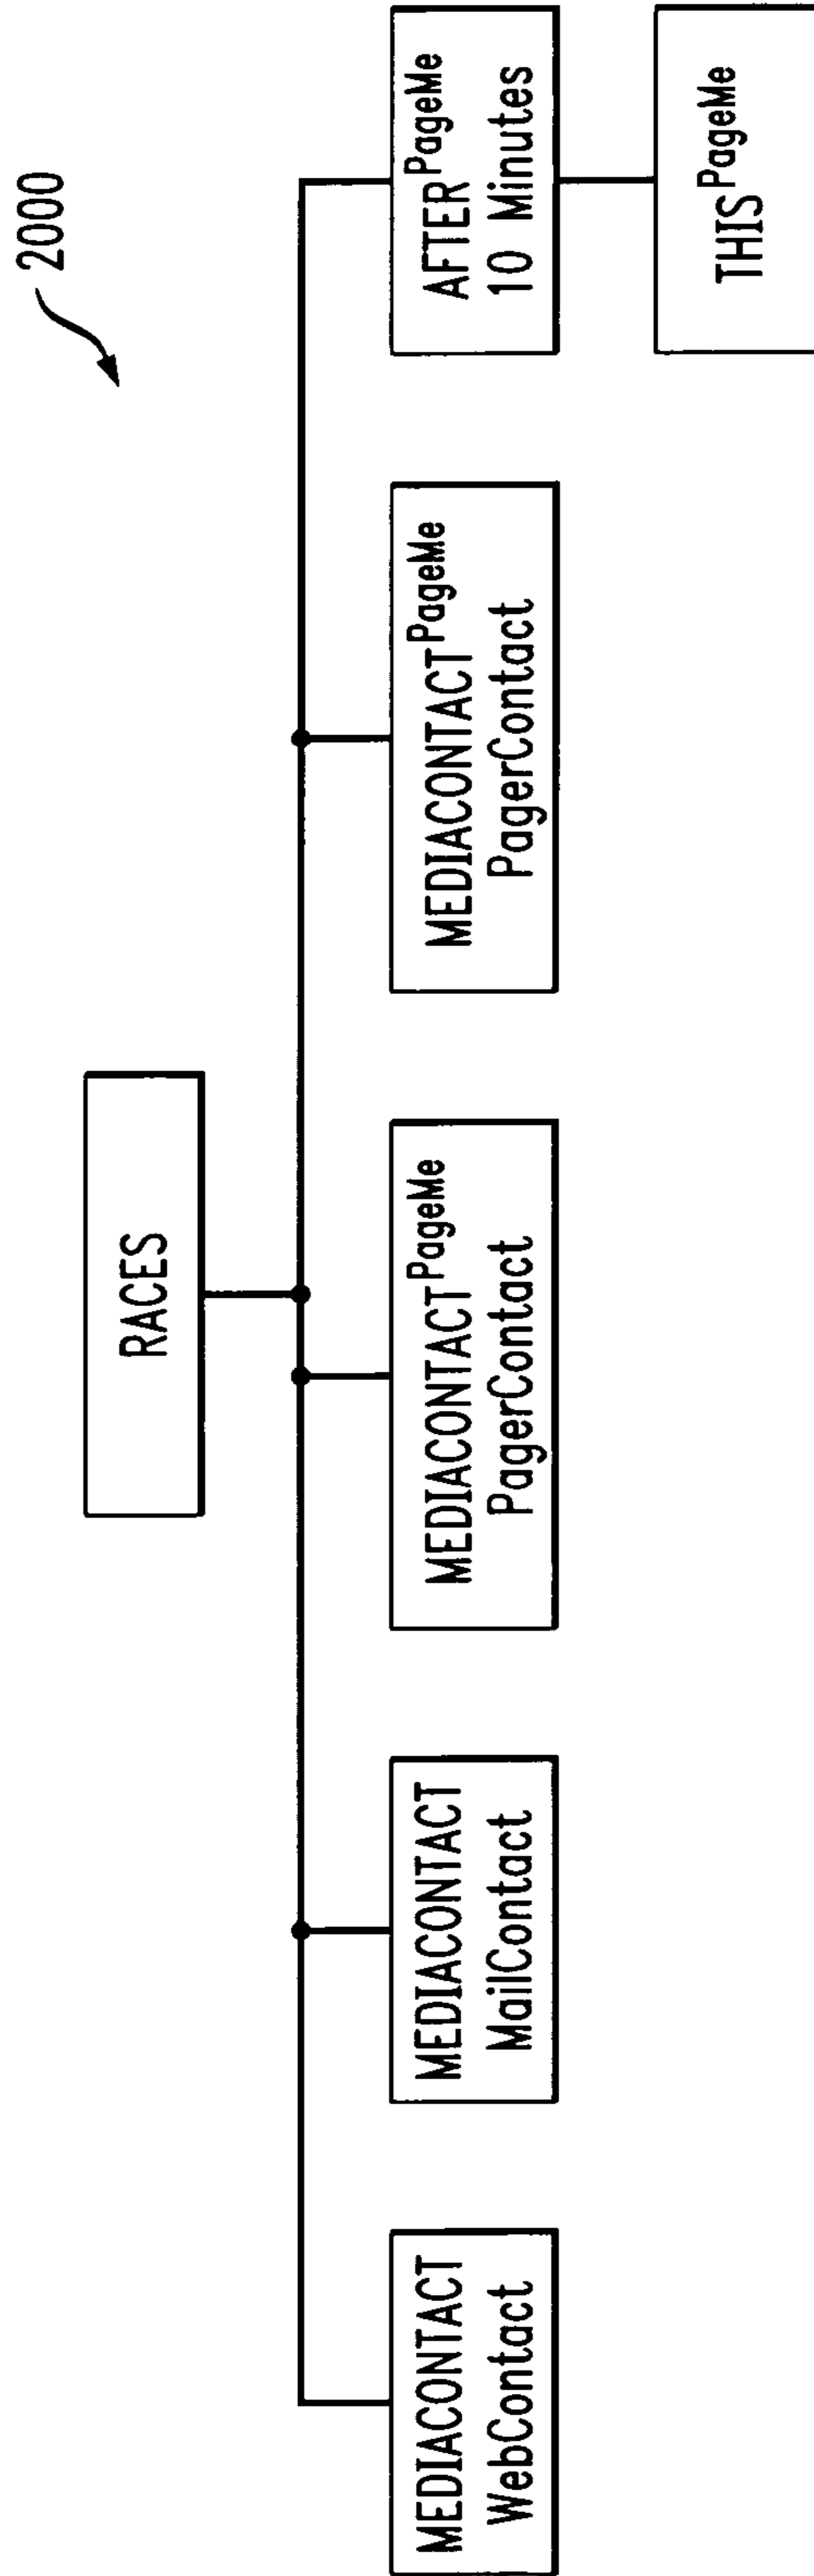 2000
RACES
MEDIACONTACT
WebContact
MEDIACONTACT
MailContact
MEDIACONTACT^PageMe
PagerContact
MEDIACONTACT^PageMe
PagerContact
AFTER^PageMe
10 Minutes
THIS^PageMe